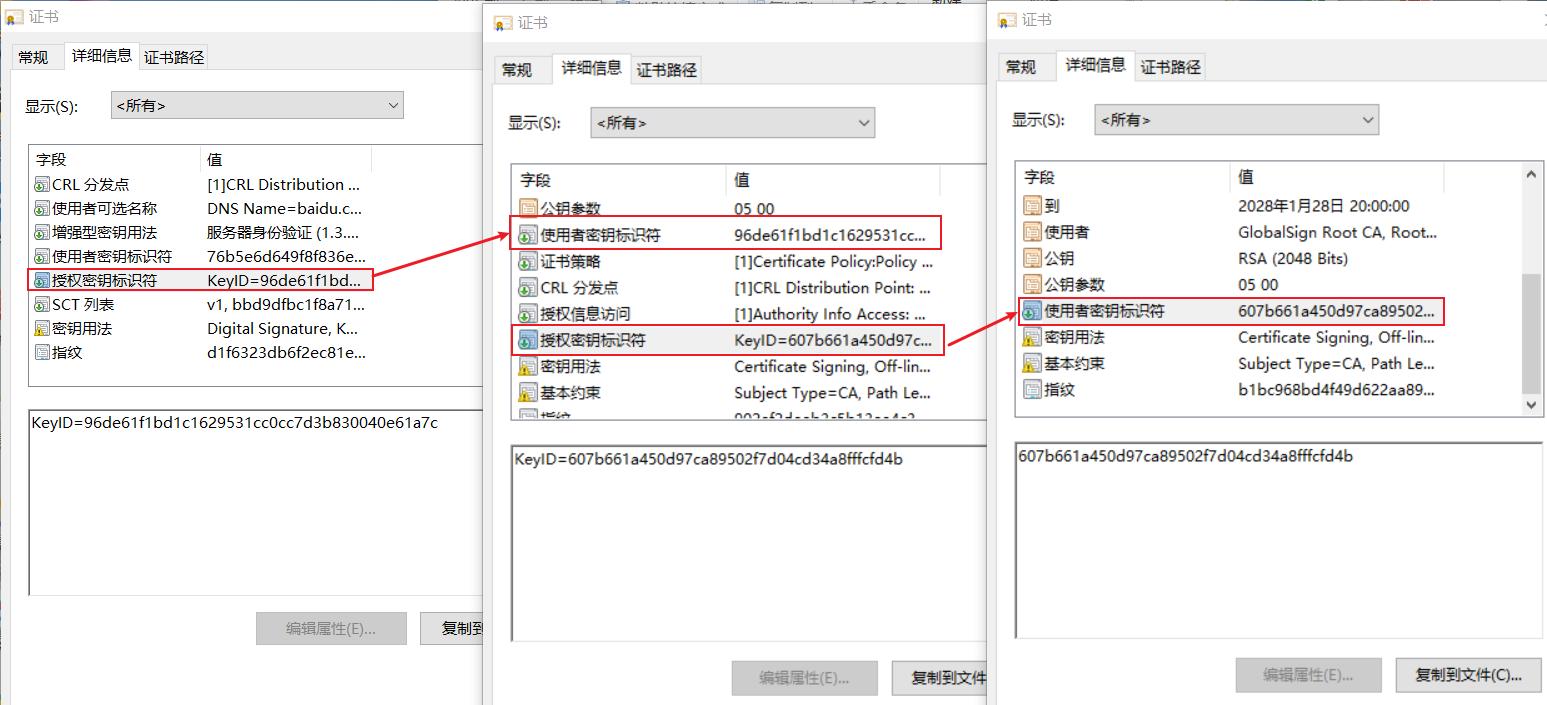 证书
常规
详细信息
证书路径
显示(S):
<所有>
字段 值
CRL 分发点 [1]CRL Distribution ...
使用者可选名称 DNS Name=baidu.c...
增强型密钥用法 服务器身份验证 (1.3....
使用者密钥标识符 76b5e6d649f8f836e...
授权密钥标识符 KeyID=96de61f1bd...
SCT 列表 v1, bbd9dfbc1f8a71...
密钥用法 Digital Signature, K...
指纹 d1f6323db6f2ec81e...
KeyID=96de61f1bd1c1629531cc0cc7d3b830040e61a7c
编辑属性(E)...
复制到
证书
常规
详细信息
证书路径
显示(S):
<所有>
字段 值
公钥参数 05 00
使用者密钥标识符 96de61f1bd1c1629531cc...
证书策略 [1]Certificate Policy:Policy ...
CRL 分发点 [1]CRL Distribution Point: ...
授权信息访问 [1]Authority Info Access: ...
授权密钥标识符 KeyID=607b661a450d97c...
密钥用法 Certificate Signing, Off-lin...
基本约束 Subject Type=CA, Path Le...
指纹
KeyID=607b661a450d97ca89502f7d04cd34a8fffcfd4b
编辑属性(E)...
复制到文件
证书
常规
详细信息
证书路径
显示(S):
<所有>
字段 值
到 2028年1月28日 20:00:00
使用者 GlobalSign Root CA, Root...
公钥 RSA (2048 Bits)
公钥参数 05 00
使用者密钥标识符 607b661a450d97ca89502...
密钥用法 Certificate Signing, Off-lin...
基本约束 Subject Type=CA, Path Le...
指纹 b1bc968bd4f49d622aa89...
607b661a450d97ca89502f7d04cd34a8fffcfd4b
编辑属性(E)...
复制到文件(C)...